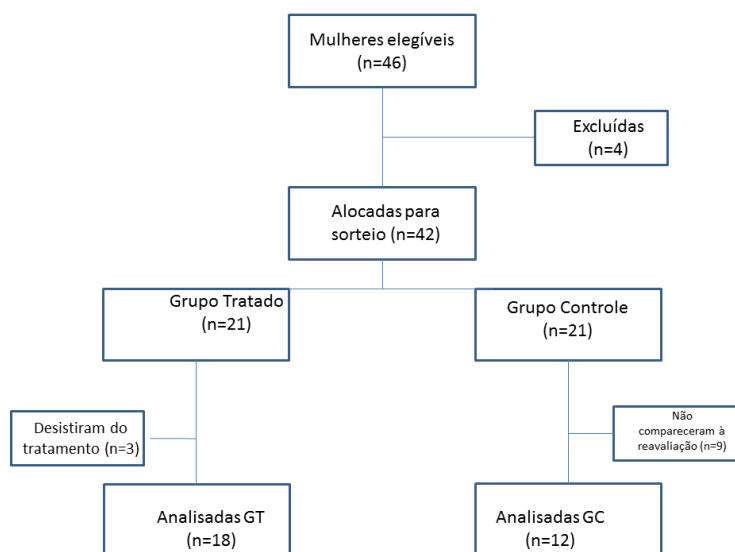 Mulheres elegíveis
(n=46)
Excluídas
(n=4)
Alocadas para
sorteio (n=42)
Grupo Tratado
(n=21)
Grupo Controle
(n=21)
Desistiram do
tratamento (n=3)
Não
compareceram à
reavaliação (n=9)
Analisadas GT
(n=18)
Analisadas GC
(n=12)